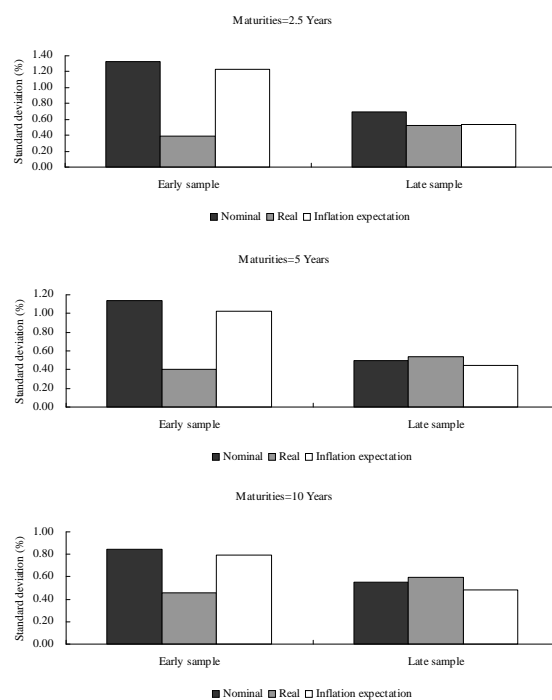 Maturities=2.5 Years
Standard deviation (%)
1.40
1.20
1.00
0.80
0.60
0.40
0.20
0.00
Early sample Late sample
Nominal Real Inflation expectation
Maturities=5 Years
Standard deviation (%)
1.20
1.00
0.80
0.60
0.40
0.20
0.00
Early sample Late sample
Nominal Real Inflation expectation
Maturities=10 Years
Standard deviation (%)
1.00
0.80
0.60
0.40
0.20
0.00
Early sample Late sample
Nominal Real Inflation expectation